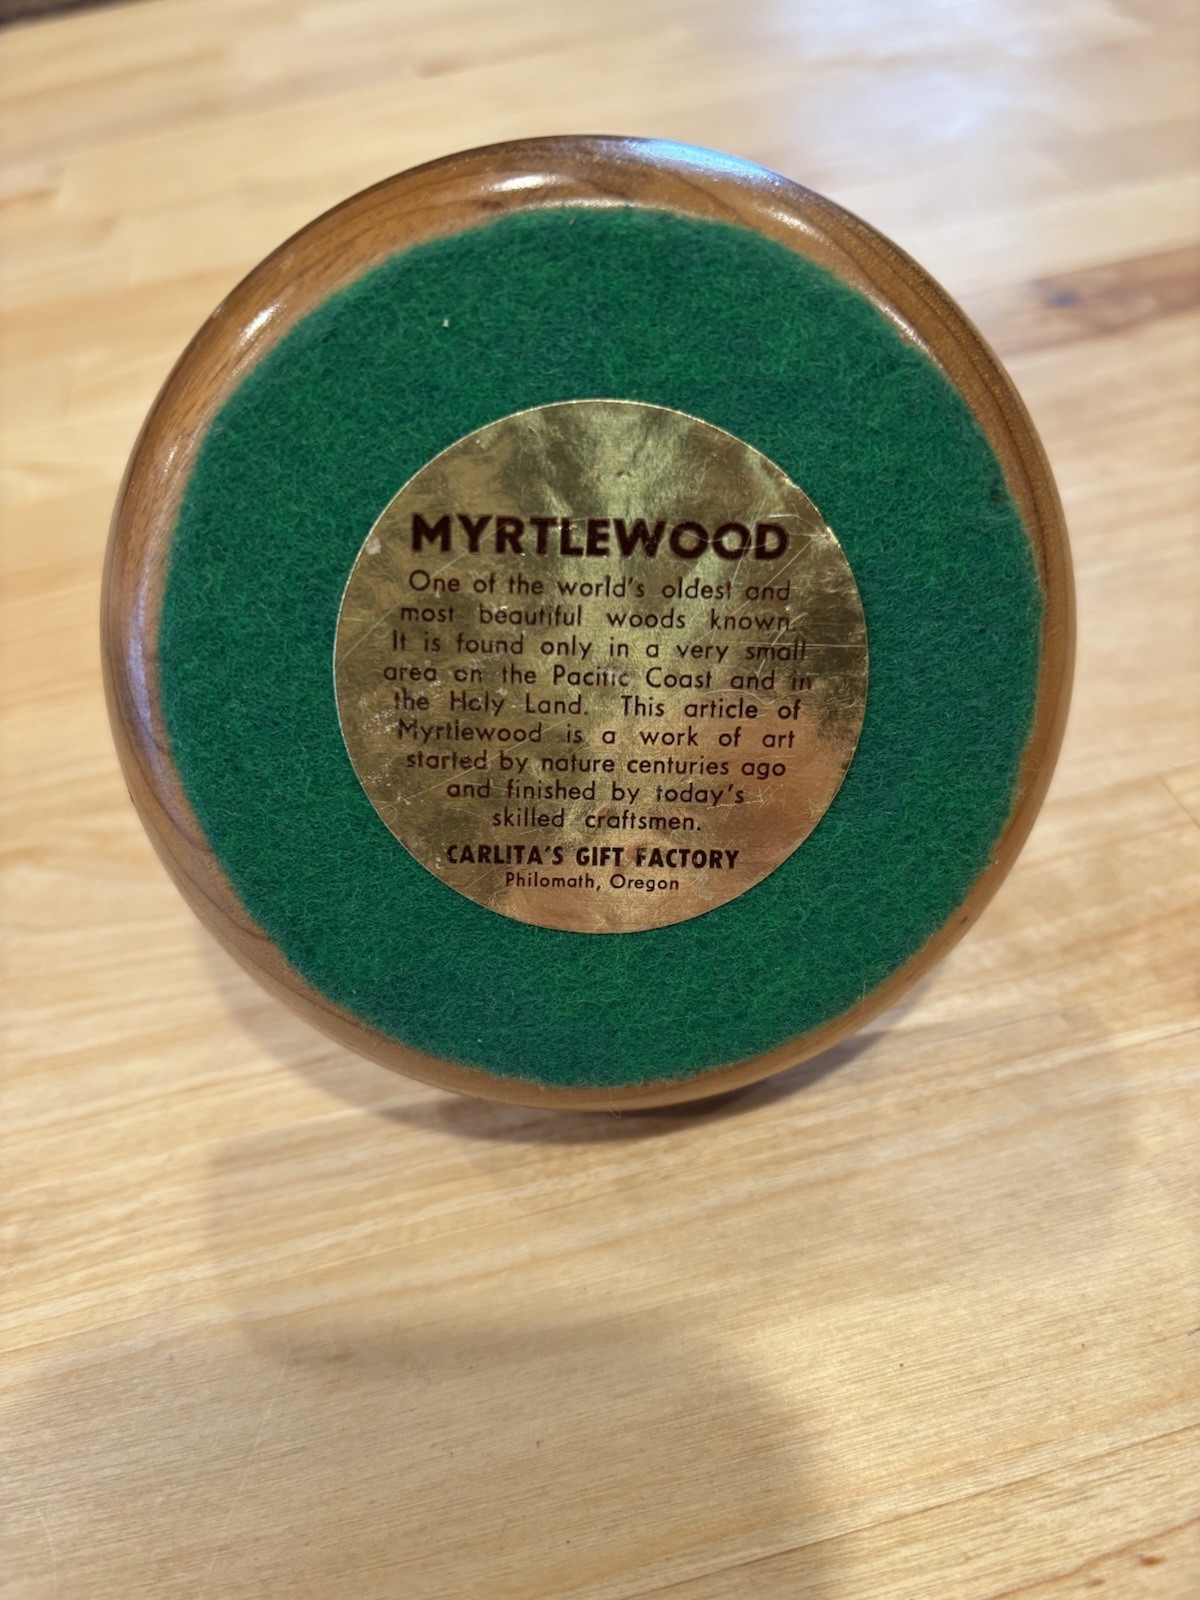 MYRTLEWOOD
One of the world's oldest and
most beautiful woods known.
It is found only in a very small
area on the Pacific Coast and in
the Holy Land. This article of
Myrtlewood is a work of art
started by nature centuries ago
and finished by today's
skilled craftsmen.
CARLITA'S GIFT FACTORY
Philomath, Oregon